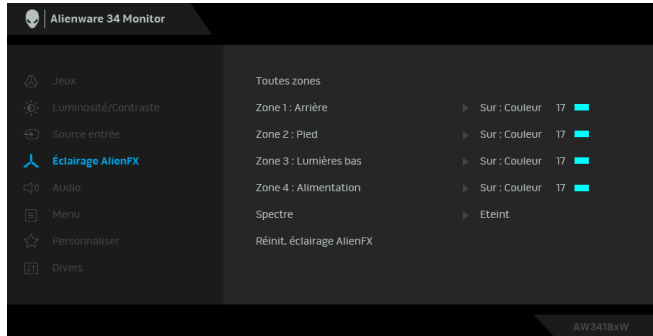 Alienware 34 Monitor
Jeux
Luminosité/Contraste
Source entrée
Éclairage AlienFX
Audio
Menu
Personnaliser
Divers
Toutes zones
Zone 1 : Arrière Sur : Couleur 17
Zone 2 : Pied Sur : Couleur 17
Zone 3 : Lumières bas Sur : Couleur 17
Zone 4 : Alimentation Sur : Couleur 17
Spectre Eteint
Réinit. éclairage AlienFX
AW3418xW